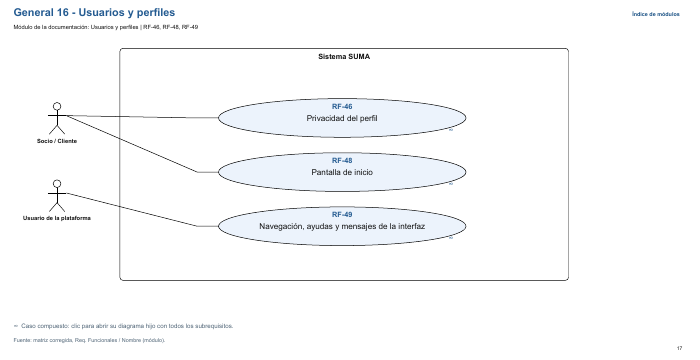 General 16 - Usuarios y perfiles
Índice de módulos
Módulo de la documentación: Usuarios y perfiles | RF-46, RF-48, RF-49
Sistema SUMA
RF-46
Privacidad del perfil
∞
Socio / Cliente
RF-48
Pantalla de inicio
∞
RF-49
Navegación, ayudas y mensajes de la interfaz
∞
Usuario de la plataforma
∞ Caso compuesto: clic para abrir su diagrama hijo con todos los subrequisitos.
Fuente: matriz corregida, Req. Funcionales / Nombre (módulo).
17